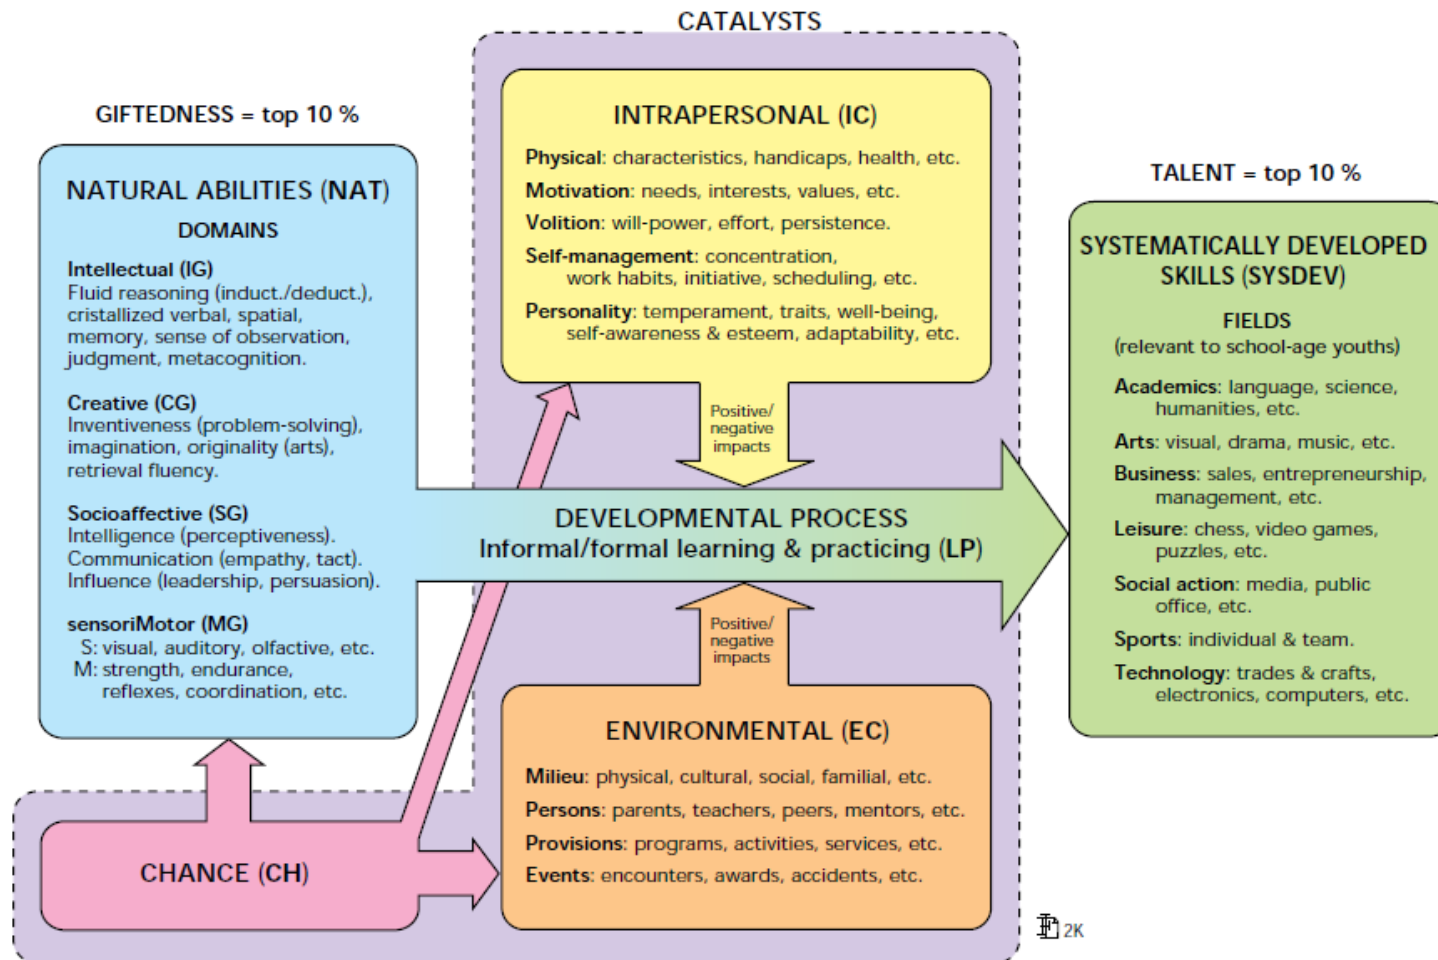 CATALYSTS
GIFTEDNESS = top 10 %
NATURAL ABILITIES (NAT)
DOMAINS
Intellectual (IG)
Fluid reasoning (induct./deduct.),
cristallized verbal, spatial,
memory, sense of observation,
judgment, metacognition.
Creative (CG)
Inventiveness (problem-solving),
imagination, originality (arts),
retrieval fluency.
Socioaffective (SG)
Intelligence (perceptiveness).
Communication (empathy, tact).
Influence (leadership, persuasion).
sensoriMotor (MG)
S: visual, auditory, olfactive, etc.
M: strength, endurance,
reflexes, coordination, etc.
INTRAPERSONAL (IC)
Physical: characteristics, handicaps, health, etc.
Motivation: needs, interests, values, etc.
Volition: will-power, effort, persistence.
Self-management: concentration,
work habits, initiative, scheduling, etc.
Personality: temperament, traits, well-being,
self-awareness & esteem, adaptability, etc.
Positive/
negative
impacts
DEVELOPMENTAL PROCESS
Informal/formal learning & practicing (LP)
Positive/
negative
impacts
ENVIRONMENTAL (EC)
Milieu: physical, cultural, social, familial, etc.
Persons: parents, teachers, peers, mentors, etc.
Provisions: programs, activities, services, etc.
Events: encounters, awards, accidents, etc.
CHANCE (CH)
TALENT = top 10 %
SYSTEMATICALLY DEVELOPED
SKILLS (SYSDEV)
FIELDS
(relevant to school-age youths)
Academics: language, science,
humanities, etc.
Arts: visual, drama, music, etc.
Business: sales, entrepreneurship,
management, etc.
Leisure: chess, video games,
puzzles, etc.
Social action: media, public
office, etc.
Sports: individual & team.
Technology: trades & crafts,
electronics, computers, etc.
2K